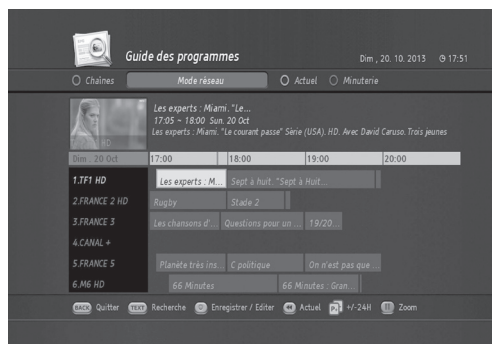 Guide des programmes
Dim , 20. 10. 2013 17:51
Chaînes Mode réseau Actuel Minuterie
Les experts : Miami. "Le...
17:05 ~ 18:00 Sun. 20 Oct
Les experts : Miami. "Le courant passe" Série (USA). HD. Avec David Caruso. Trois jeunes
HD
Dim . 20 Oct 17:00 18:00 19:00 20:00
1.TF1 HD Les experts : M... Sept à huit. "Sept à Huit...
2.FRANCE 2 HD Rugby Stade 2
3.FRANCE 3 Les chansons d'... Questions pour un ... 19/20...
4.CANAL +
5.FRANCE 5 Planète très ins... C politique On n'est pas que ...
6.M6 HD 66 Minutes 66 Minutes : Gran...
BACK Quitter TEXT Recherche Enregistrer / Editer Actuel +/-24H Zoom